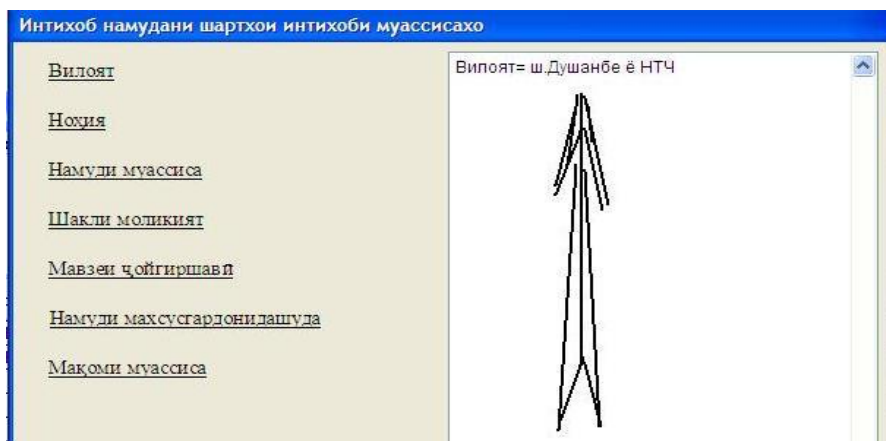 Интихоб намудани шартхои интихоби муассисахо
Вилоят
Ноҳия
Намуди муассиса
Шакли моликият
Мавзеи ҷойгиршавӣ
Намуди махсусгардонидашуда
Мақоми муассиса
Вилоят= ш.Душанбе ё НТҶ